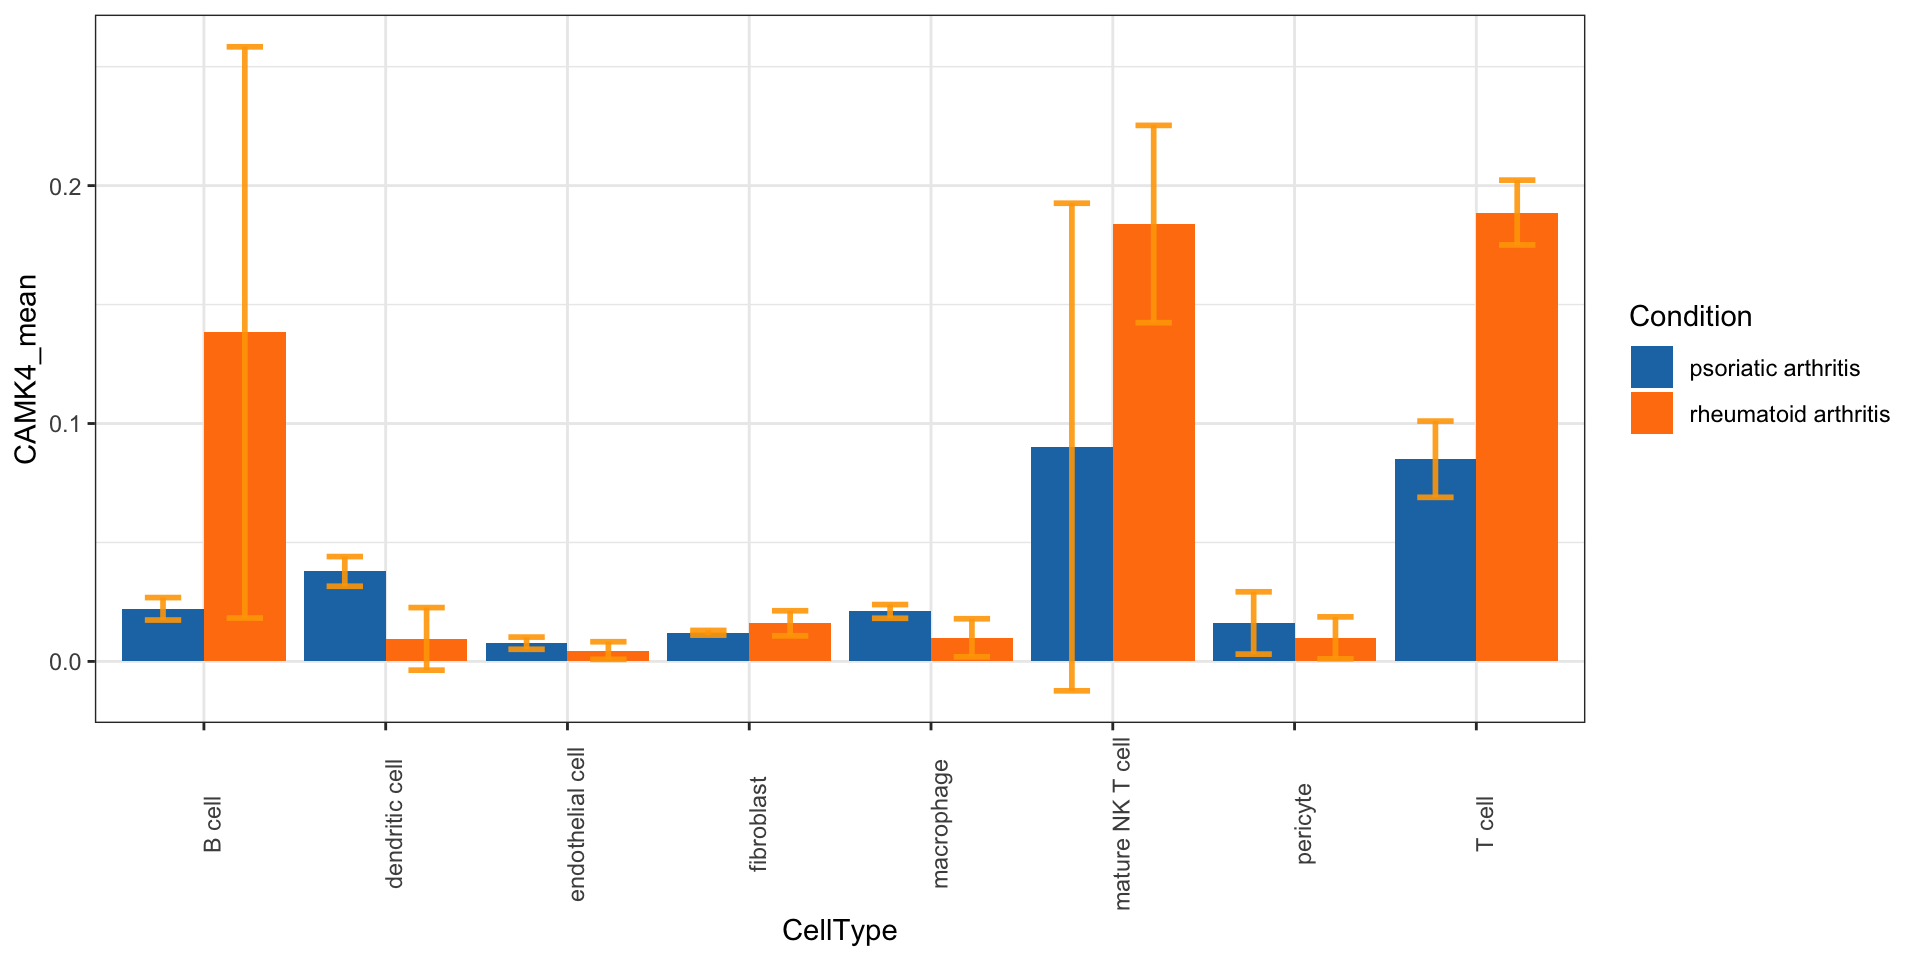 CAMK4_mean
0.2
0.1
0.0
B cell
dendritic cell
endothelial cell
fibroblast
macrophage
mature NK T cell
pericyte
T cell
CellType
Condition
psoriatic arthritis
rheumatoid arthritis